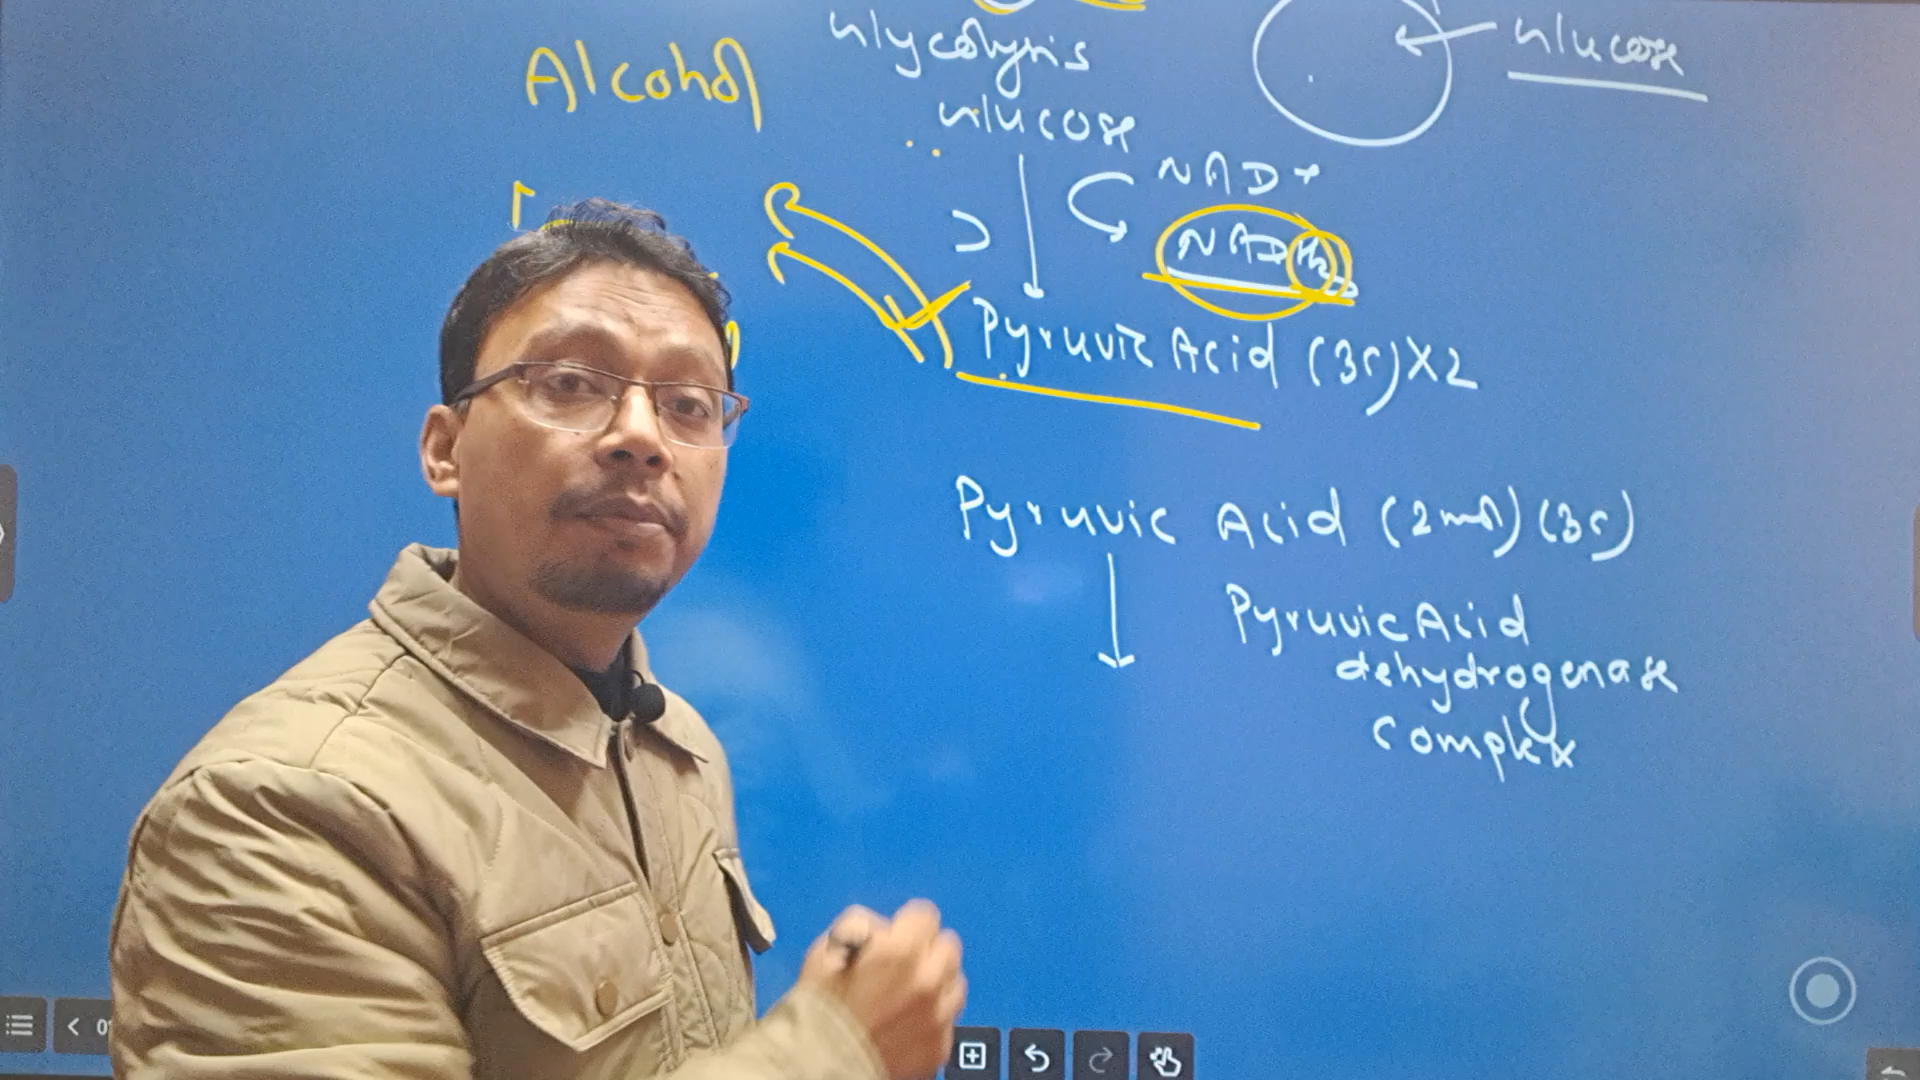 Alcohol
Glycolysis
Glucose
Glucose
NAD+
NADH2
Pyruvic Acid (3C)X2
Pyruvic Acid (2mol) (3C)
Pyruvic Acid
dehydrogenase
complex